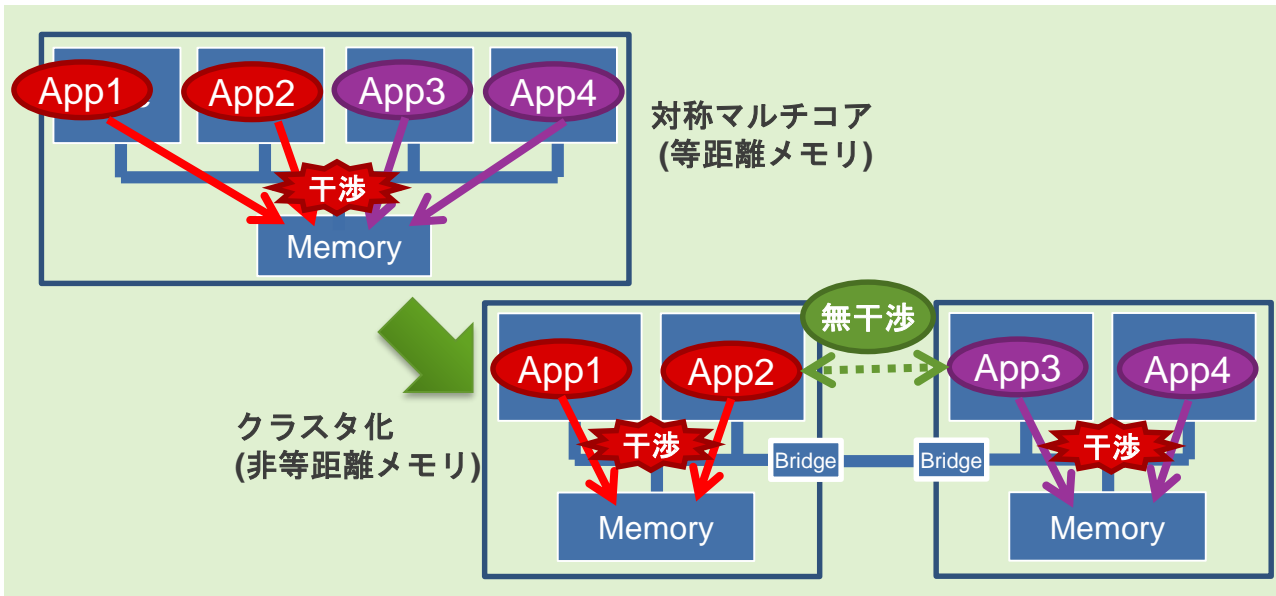 App1
App2
App3
App4
対称マルチコア
(等距離メモリ)
干渉
Memory
無干渉
App1
App2
App3
App4
クラスタ化
(非等距離メモリ)
干渉
Bridge
Bridge
干渉
Memory
Memory